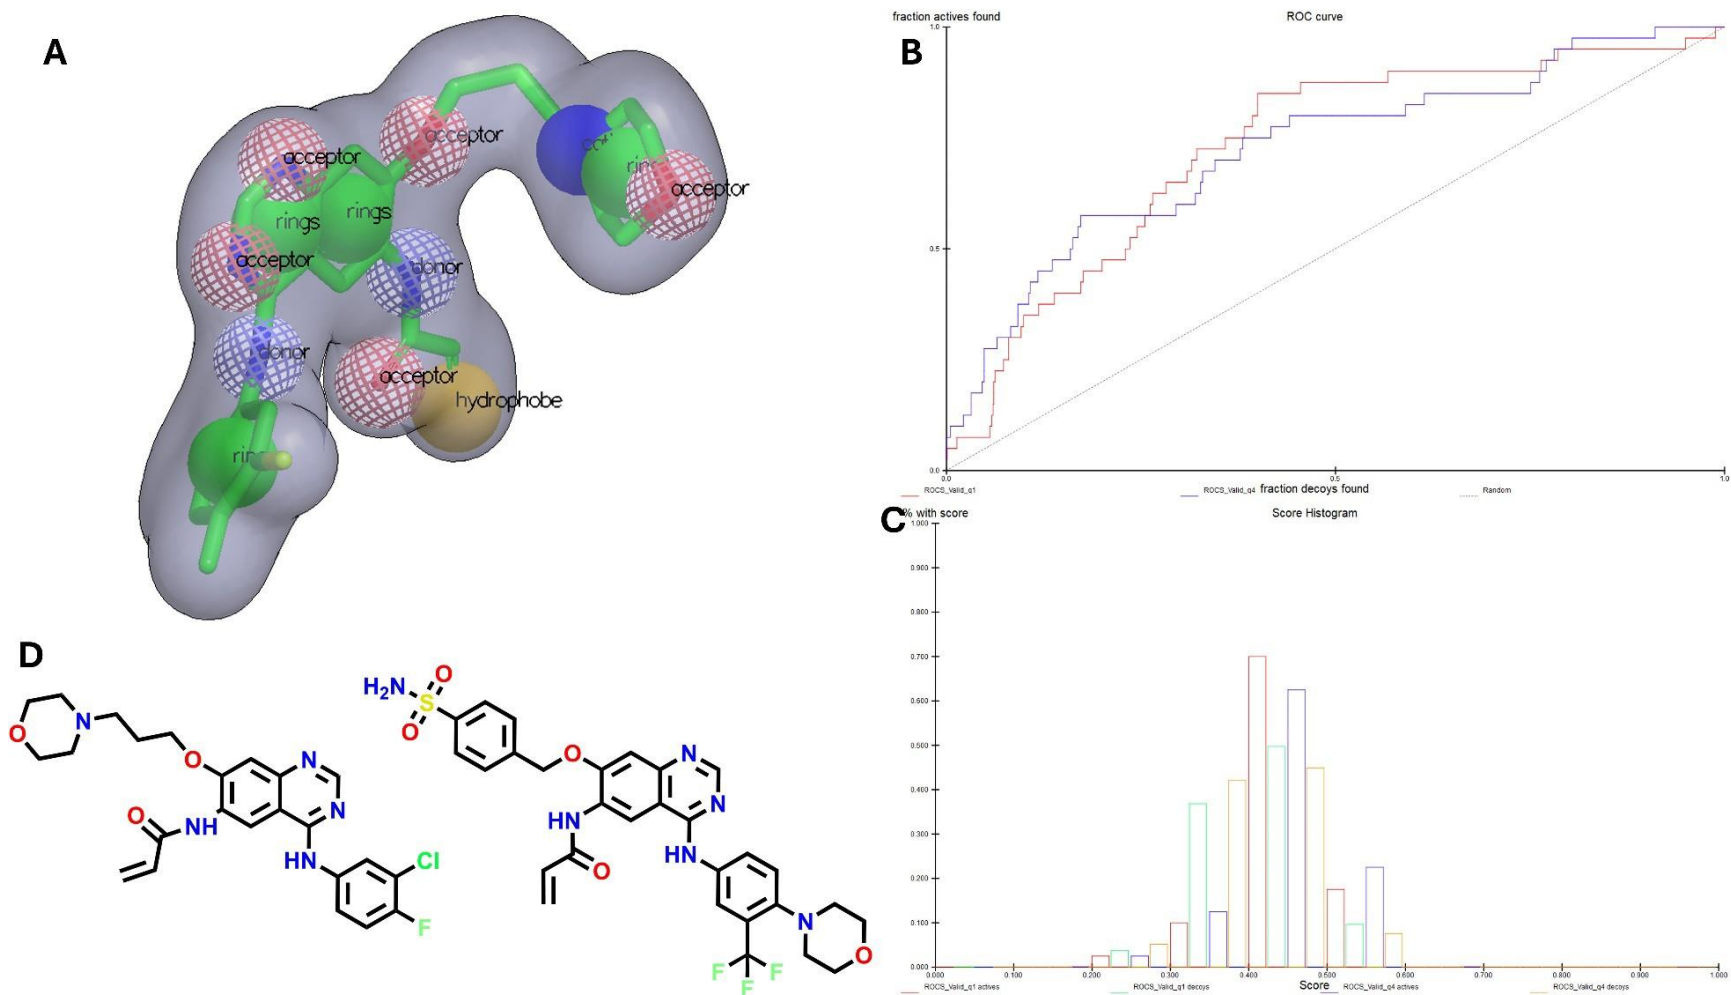 A
acceptor
acceptor
acceptor
acceptor
rings
rings
acceptor
donor
donor
acceptor
hydrophobe
B
fraction actives found
ROC curve
1.0
0.5
0.0
0.0
0.5
1.0
ROCS_Valid_q1
ROCS_Valid_q4
fraction decoys found
Random
C
% with score
Score Histogram
1.000
0.900
0.800
0.700
0.600
0.500
0.400
0.300
0.200
0.100
0.000
0.000 0.100 0.200 0.300 0.400 0.500 0.600 0.700 0.800 0.900 1.000
Score
ROCS_Valid_q1 actives
ROCS_Valid_q1 decoys
ROCS_Valid_q4 actives
ROCS_Valid_q4 decoys
D
O
N
O
N
N
O
NH
HN
Cl
F
H2N
S
O
O
O
N
N
HN
O
HN
N
O
F
F
F